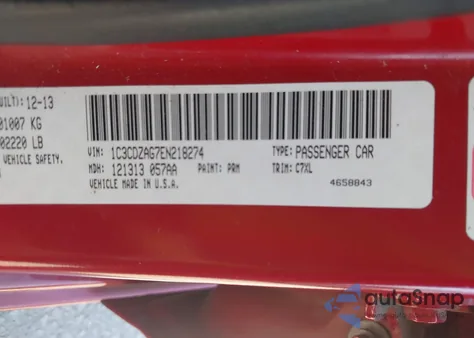 UILT): 12-13
01007 KG
02220 LB
VEHICLE SAFETY,
VIN: 1C3CDZAG7EN218274 TYPE: PASSENGER CAR
MDH: 121313 057AA PAINT: PRM TRIM: C7XL
VEHICLE MADE IN U.S.A. 4658843
autoSnap